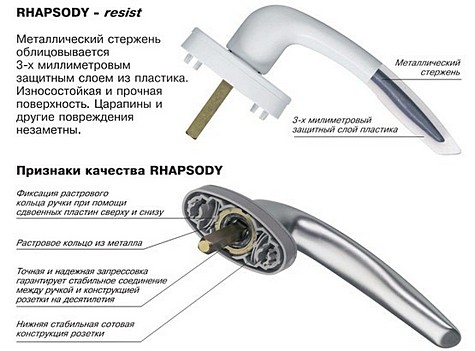 RHAPSODY - resist
Металлический стержень
облицовывается
3-х миллиметровым
защитным слоем из пластика.
Износостойкая и прочная
поверхность. Царапины и
другие повреждения
незаметны.
Металлический
стержень
3-х милиметровый
защитный слой пластика
Признаки качества RHAPSODY
Фиксация растрового
кольца ручки при помощи
сдвоенных пластин сверху и снизу
Растровое кольцо из металла
Точная и надежная запрессовка
гарантирует стабильное соединение
между ручкой и конструкцией
розетки на десятилетия
Нижняя стабильная сотовая
конструкция розетки